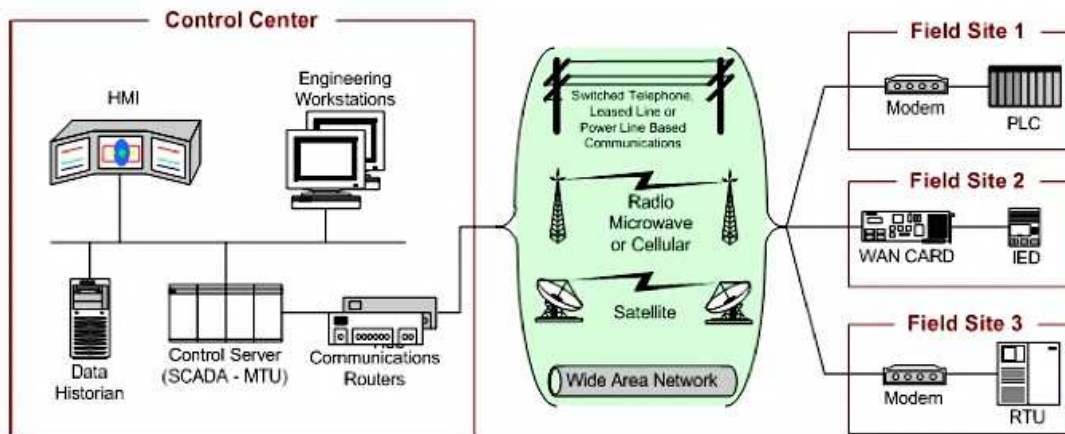 Control Center
HMI
Engineering
Workstations
Data
Historian
Control Server
(SCADA - MTU)
Communications
Routers
Switched Telephone,
Leased Line or
Power Line Based
Communications
Radio
Microwave
or Cellular
Satellite
Wide Area Network
Field Site 1
Modem
PLC
Field Site 2
WAN CARD
IED
Field Site 3
Modem
RTU